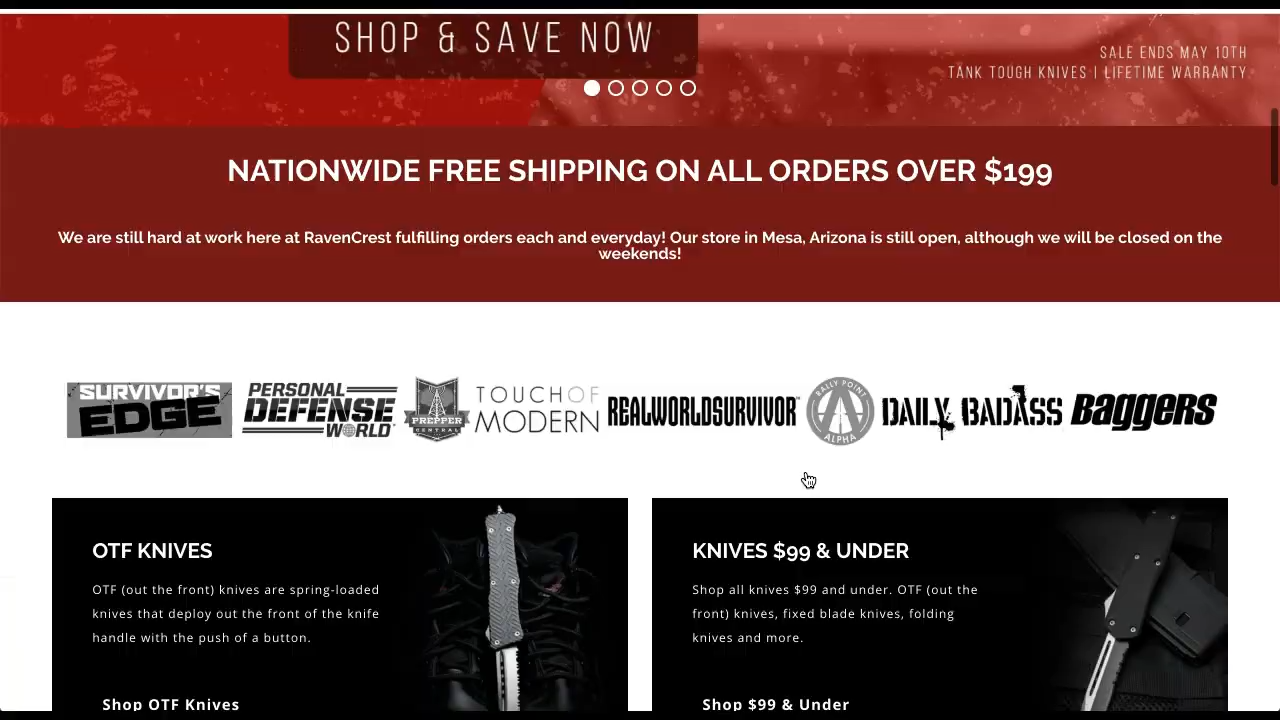 SHOP & SAVE NOW
SALE ENDS MAY 10TH
TANK TOUGH KNIVES | LIFETIME WARRANTY
NATIONWIDE FREE SHIPPING ON ALL ORDERS OVER $199
We are still hard at work here at RavenCrest fulfilling orders each and everyday! Our store in Mesa, Arizona is still open, although we will be closed on the
weekends!
SURVIVOR'S
EDGE
PERSONAL
DEFENSE
WORLD
PREPPER
CENTRAL
TOUCH OF
MODERN
REALWORLDSURVIVOR
RALLY POINT
ALPHA
DAILY BADASS
BAGGERS
OTF KNIVES
OTF (out the front) knives are spring-loaded
knives that deploy out the front of the knife
handle with the push of a button.
Shop OTF Knives
KNIVES $99 & UNDER
Shop all knives $99 and under. OTF (out the
front) knives, fixed blade knives, folding
knives and more.
Shop $99 & Under